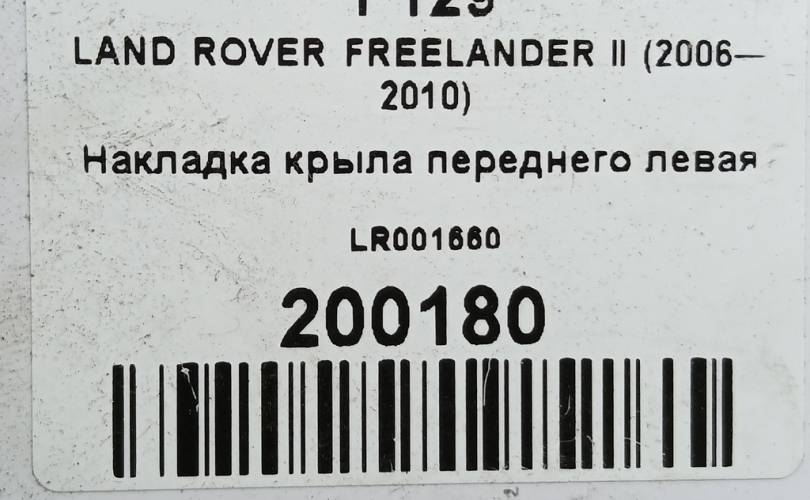 LAND ROVER FREELANDER II (2006—
2010)
Накладка крыла переднего левая
LR001660
200180